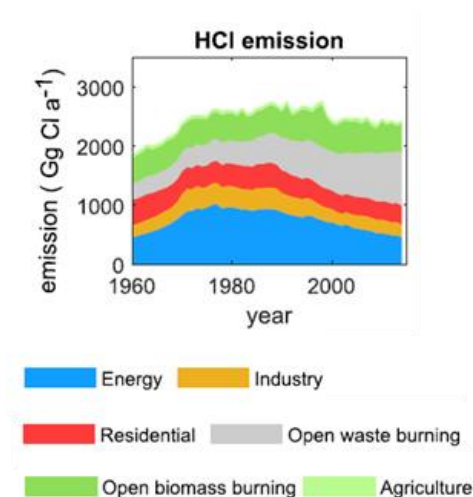 HCl emission
emission ( Gg Cl a⁻¹)
3000
2000
1000
0
1960 1980 2000
year
Energy Industry
Residential Open waste burning
Open biomass burning Agriculture